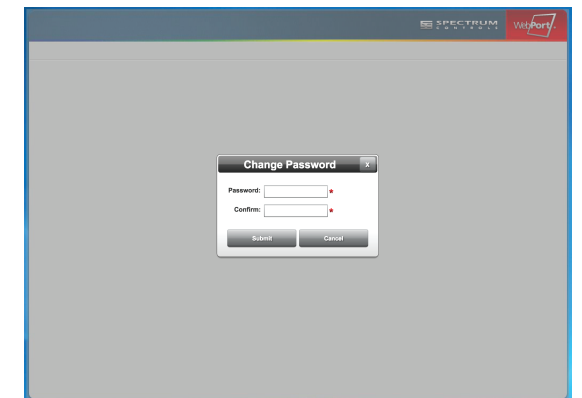 SPECTRUM
CONTROLS
WebPort
Change Password
X
Password: *
Confirm: *
Submit Cancel